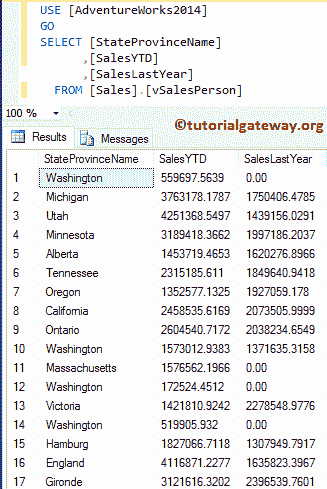 USE [AdventureWorks2014]
GO
SELECT [StateProvinceName]
,[SalesYTD]
,[SalesLastYear]
FROM [Sales].[vSalesPerson]
100 %
©tutorialgateway.org
Results Messages
StateProvinceName SalesYTD SalesLastYear
1 Washington 559697.5639 0.00
2 Michigan 3763178.1787 1750406.4785
3 Utah 4251368.5497 1439156.0291
4 Minnesota 3189418.3662 1997186.2037
5 Alberta 1453719.4653 1620276.8966
6 Tennessee 2315185.611 1849640.9418
7 Oregon 1352577.1325 1927059.178
8 California 2458535.6169 2073505.9999
9 Ontario 2604540.7172 2038234.6549
10 Washington 1573012.9383 1371635.3158
11 Massachusetts 1576562.1966 0.00
12 Washington 172524.4512 0.00
13 Victoria 1421810.9242 2278548.9776
14 Washington 519905.932 0.00
15 Hamburg 1827066.7118 1307949.7917
16 England 4116871.2277 1635823.3967
17 Gironde 3121616.3202 2396539.7601